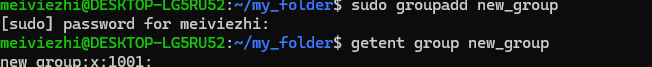 meiviezhi@DESKTOP-LG5RU52:~/my_folder$ sudo groupadd new_group
[sudo] password for meiviezhi:
meiviezhi@DESKTOP-LG5RU52:~/my_folder$ getent group new_group
new_group:x:1001: